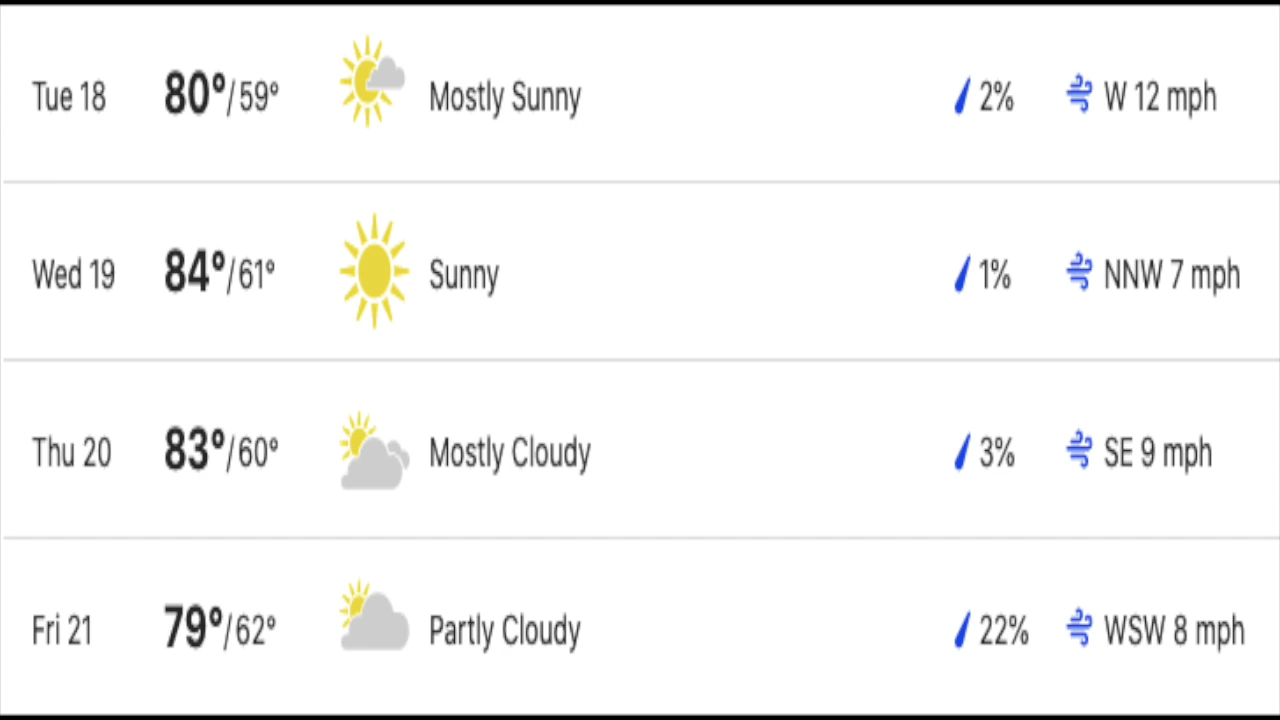 Tue 18 80°/59° Mostly Sunny 2% W 12 mph
Wed 19 84°/61° Sunny 1% NNW 7 mph
Thu 20 83°/60° Mostly Cloudy 3% SE 9 mph
Fri 21 79°/62° Partly Cloudy 22% WSW 8 mph